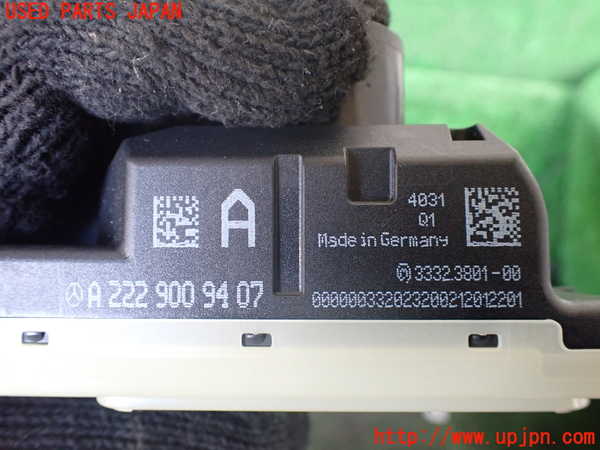 USED PARTS JAPAN
A
4031
Q1
Made in Germany
3332.3801-00
A 222 900 94 07
000000332023200212012201
http://www.upjpn.com/